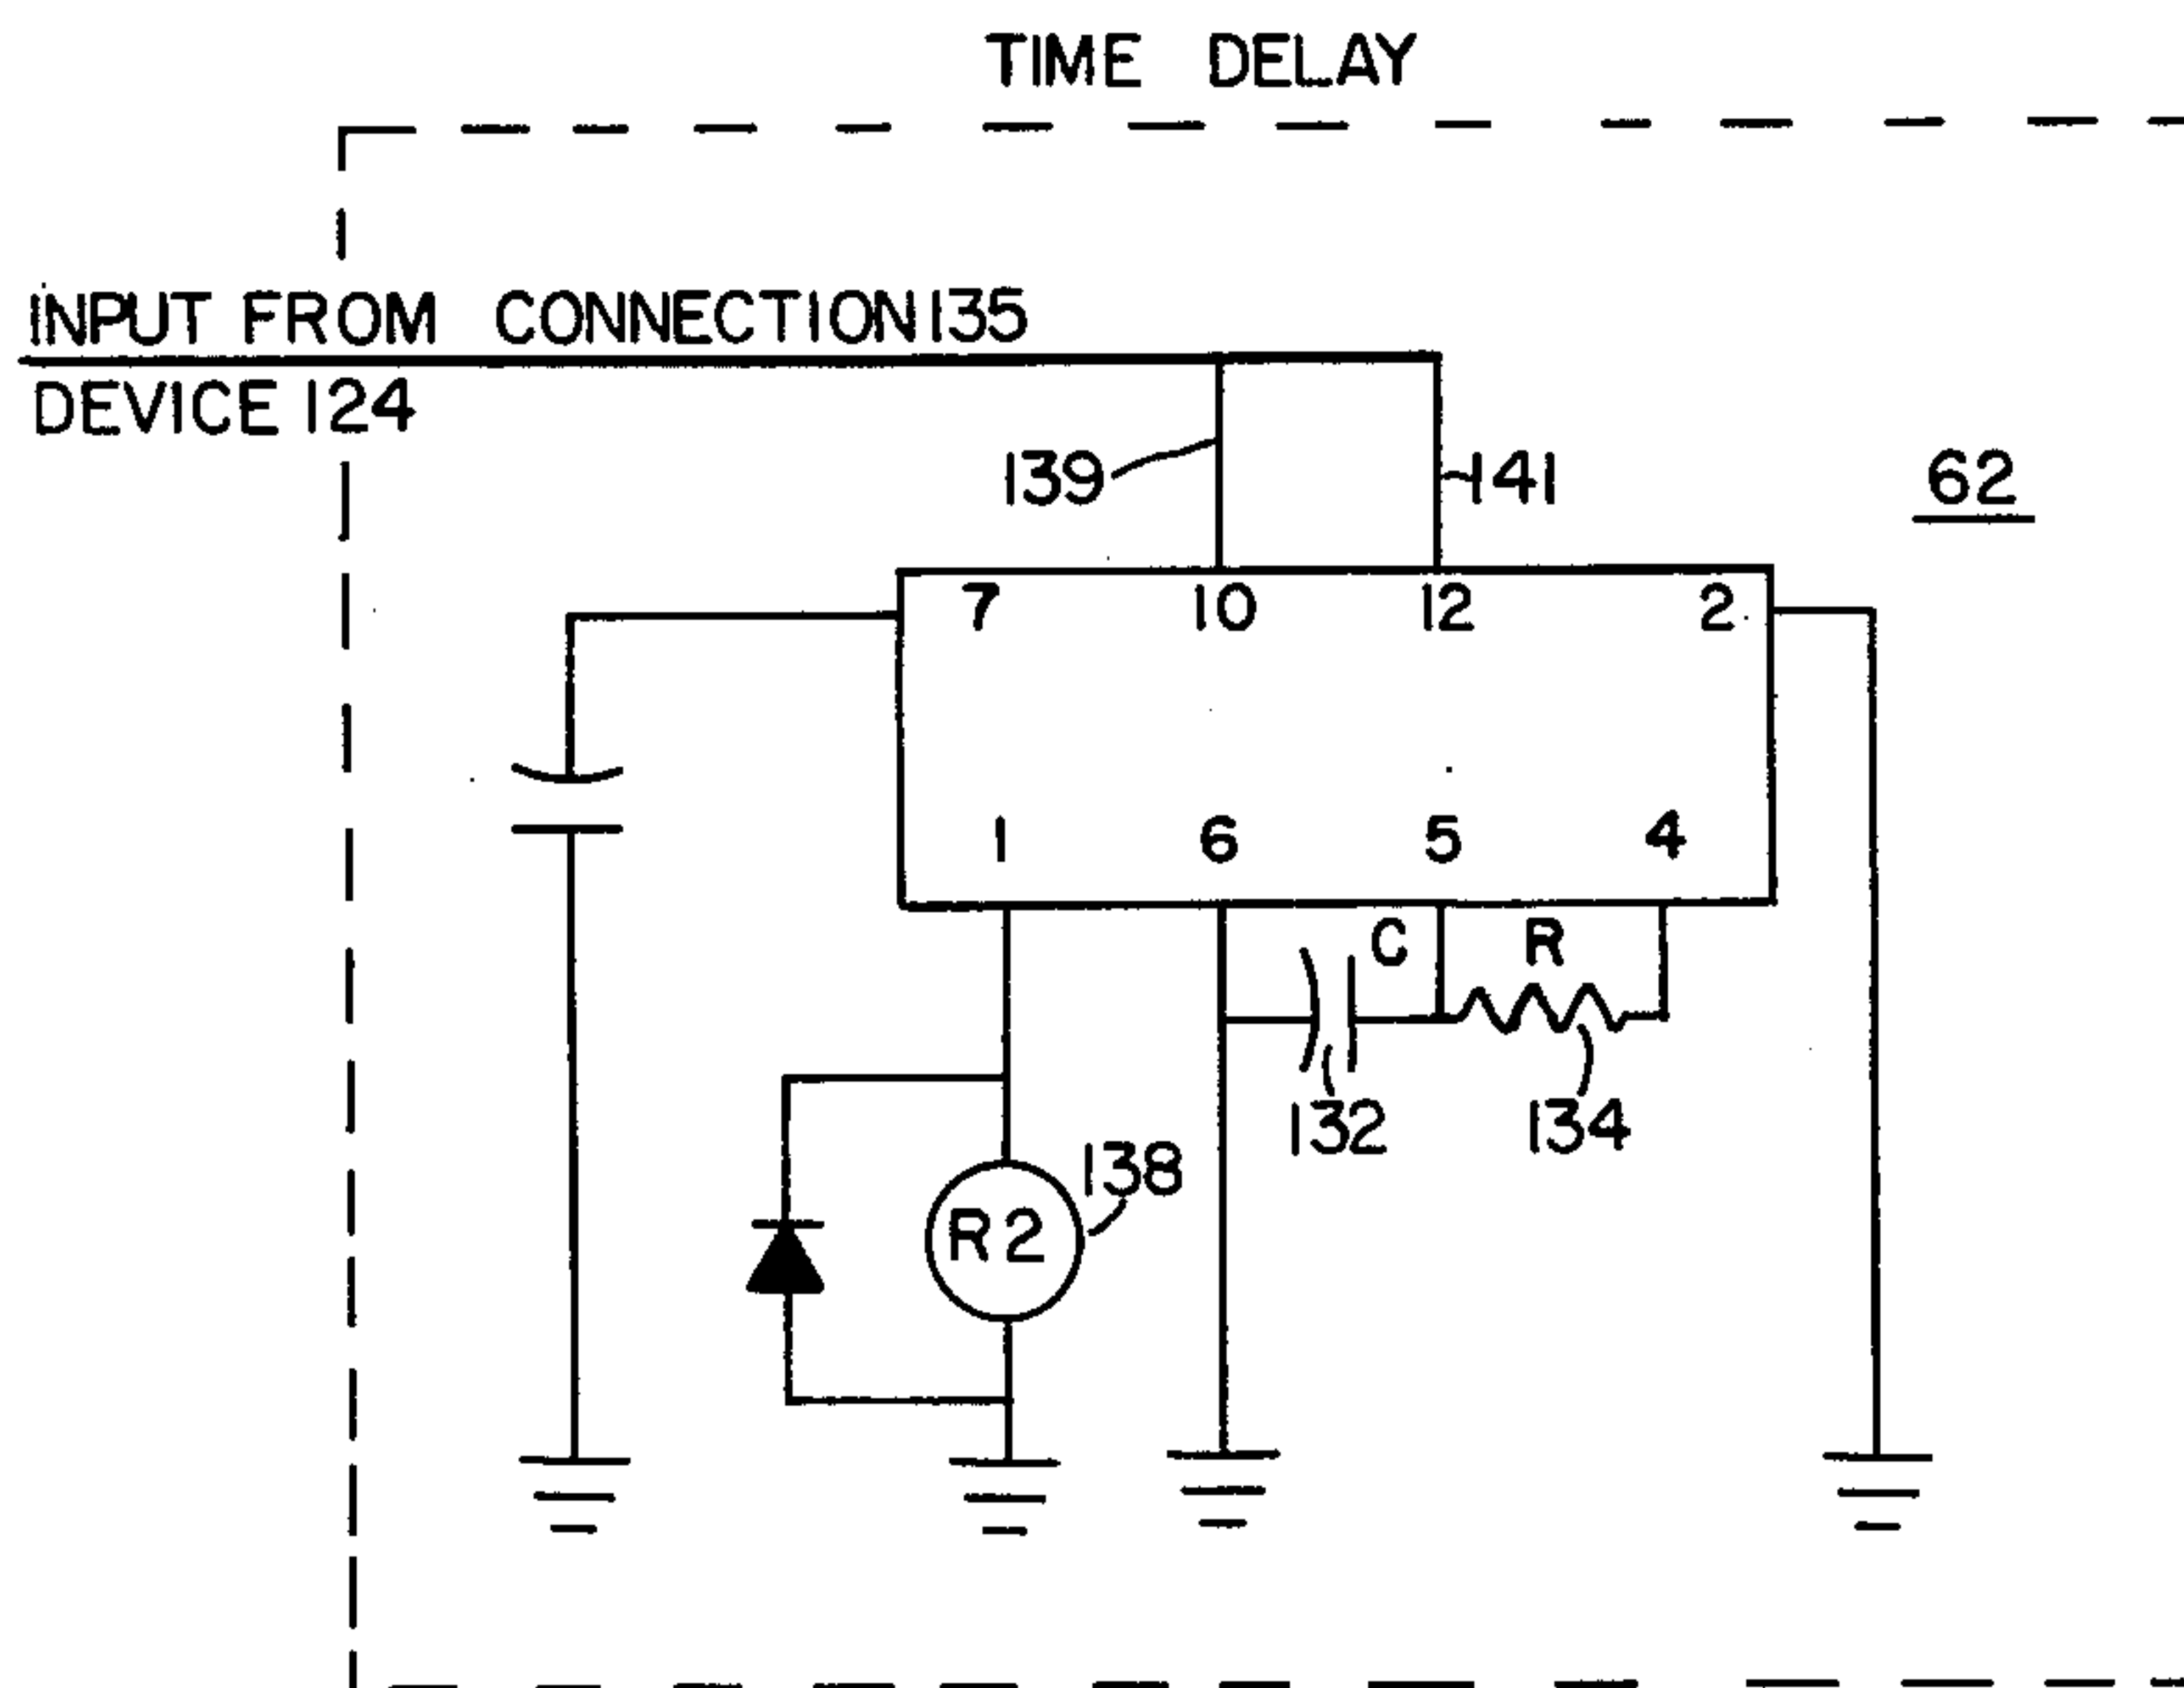 TIME DELAY
INPUT FROM CONNECTION 135
DEVICE 124
139
141
62
7 10 12 2
1 6 5 4
C R
132 134
138
R2